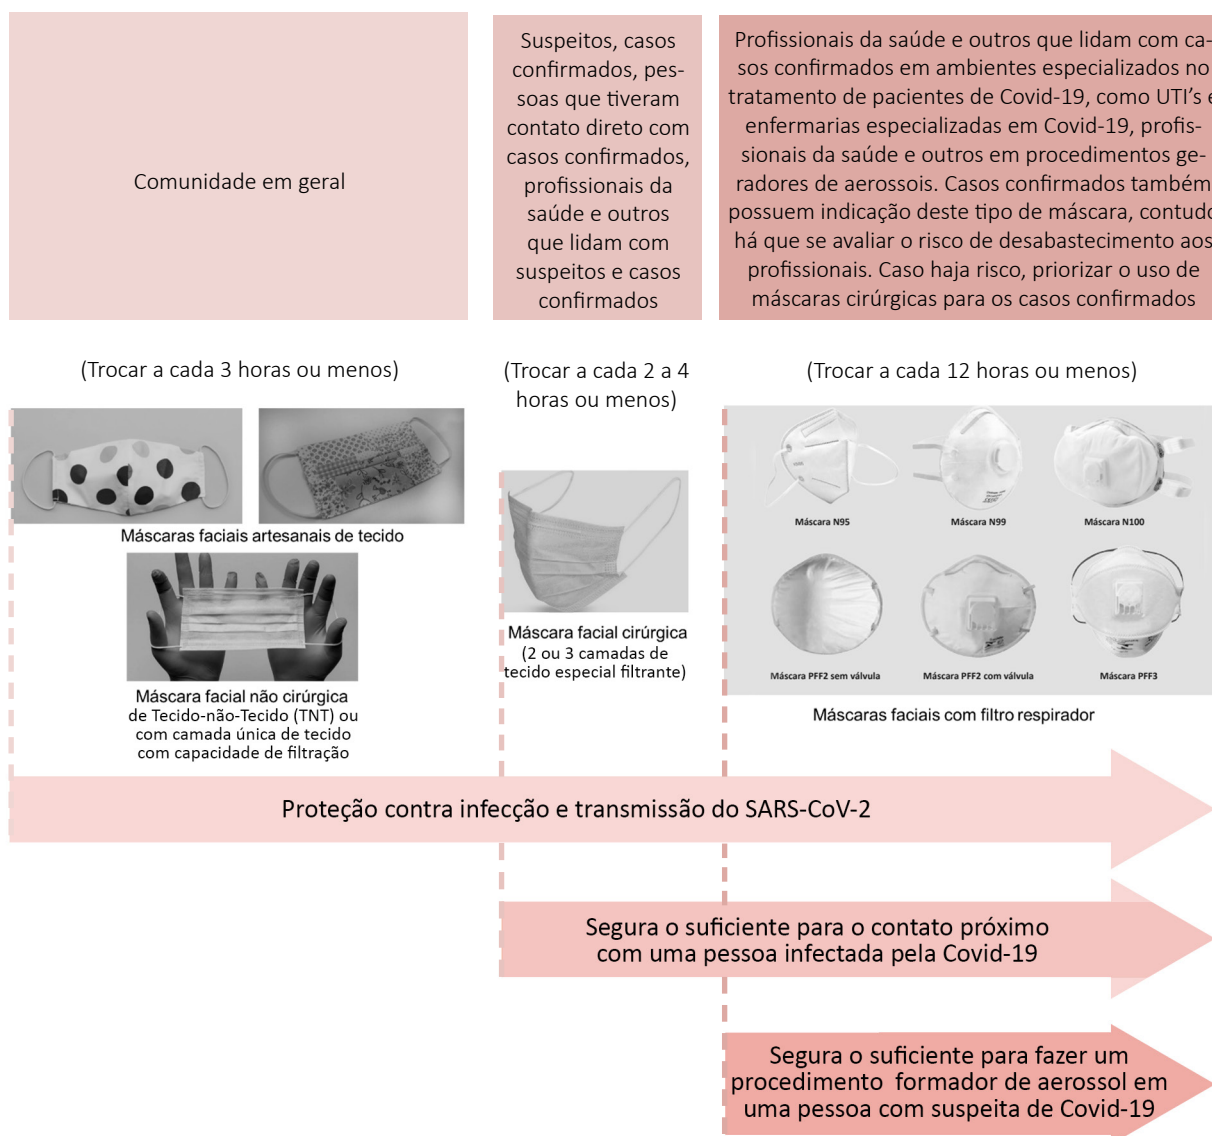 Comunidade em geral
Suspeitos, casos
confirmados, pes-
soas que tiveram
contato direto com
casos confirmados,
profissionais da
saúde e outros
que lidam com
suspeitos e casos
confirmados
Profissionais da saúde e outros que lidam com ca-
sos confirmados em ambientes especializados no
tratamento de pacientes de Covid-19, como UTI’s e
enfermarias especializadas em Covid-19, profis-
sionais da saúde e outros em procedimentos ge-
radores de aerossois. Casos confirmados também
possuem indicação deste tipo de máscara, contudo
há que se avaliar o risco de desabastecimento aos
profissionais. Caso haja risco, priorizar o uso de
máscaras cirúrgicas para os casos confirmados
(Trocar a cada 3 horas ou menos)
(Trocar a cada 2 a 4
horas ou menos)
(Trocar a cada 12 horas ou menos)
Máscaras faciais artesanais de tecido
Máscara facial não cirúrgica
de Tecido-não-Tecido (TNT) ou
com camada única de tecido
com capacidade de filtração
Máscara facial cirúrgica
(2 ou 3 camadas de
tecido especial filtrante)
Máscara N95
Máscara N99
Máscara N100
Máscara PFF2 sem válvula
Máscara PFF2 com válvula
Máscara PFF3
Máscaras faciais com filtro respirador
Proteção contra infecção e transmissão do SARS-CoV-2
Segura o suficiente para o contato próximo
com uma pessoa infectada pela Covid-19
Segura o suficiente para fazer um
procedimento formador de aerossol em
uma pessoa com suspeita de Covid-19